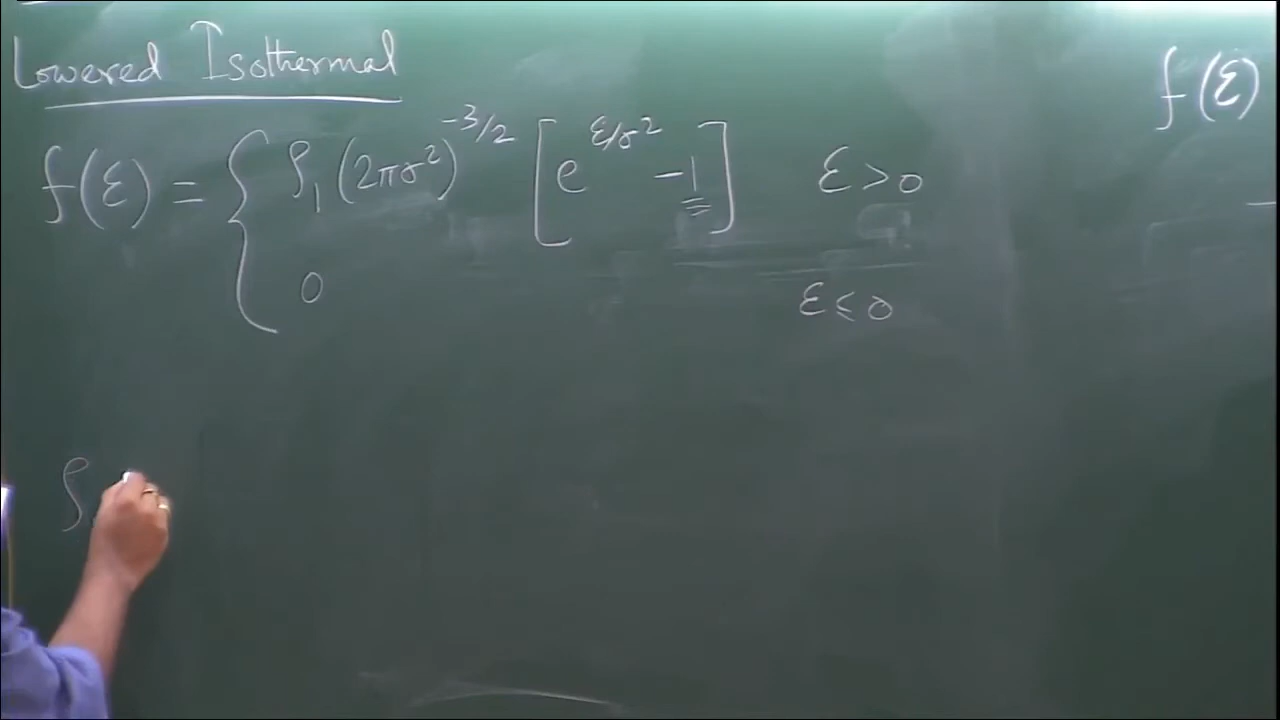 Lowered Isothermal
f(ε) = { ρ₁ (2πσ²)^{-3/2} [e^{ε/σ²} -1] ε > 0
0 ε ≤ 0
f(ε)
ρ